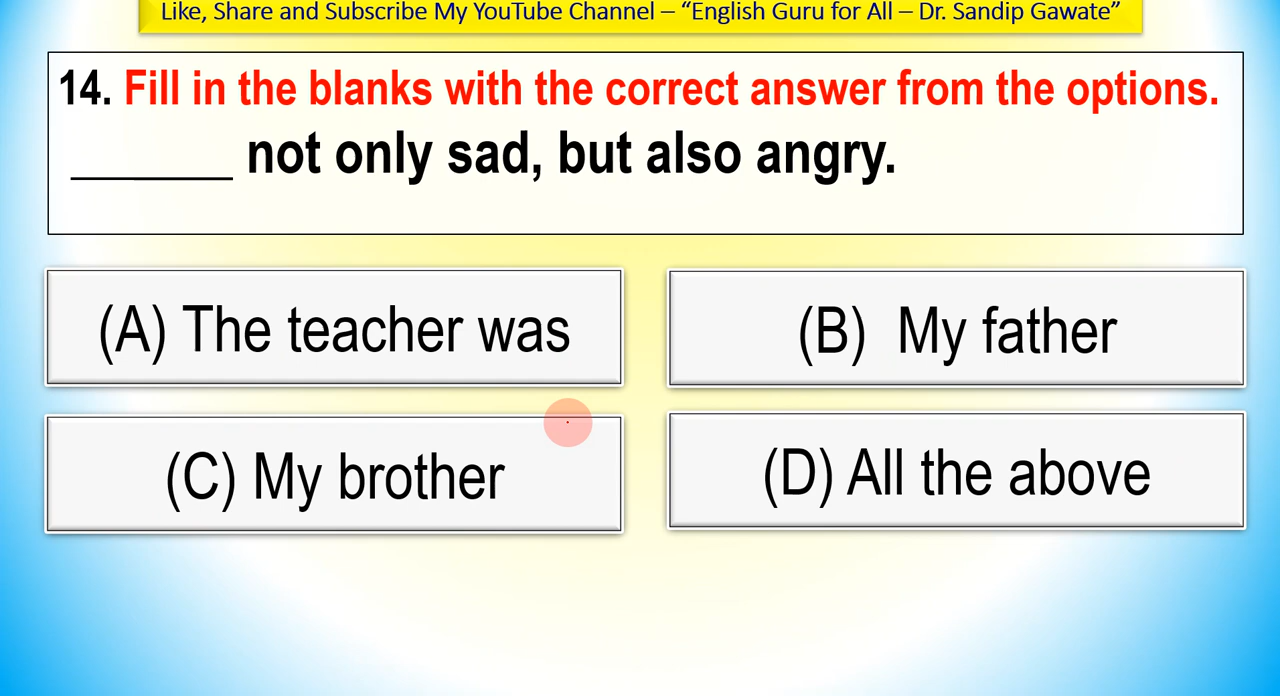 Like, Share and Subscribe My YouTube Channel – “English Guru for All – Dr. Sandip Gawate”
14. Fill in the blanks with the correct answer from the options.
______ not only sad, but also angry.
(A) The teacher was
(B) My father
(C) My brother
(D) All the above